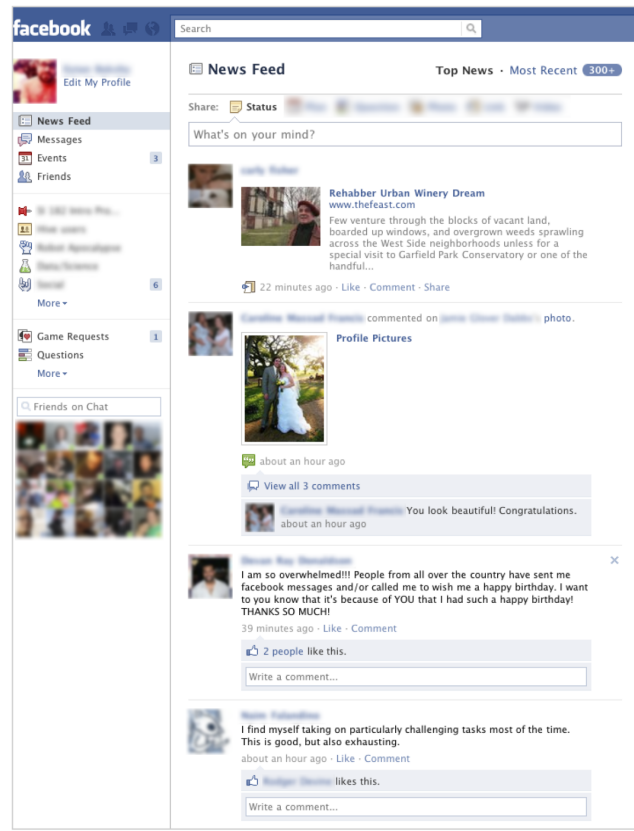 facebook
Search
Edit My Profile
News Feed
Messages
Events 3
Friends
6
More
Game Requests 1
Questions
More
Friends on Chat
News Feed
Top News · Most Recent 300+
Share: Status
What's on your mind?
Rehabber Urban Winery Dream
www.thefeast.com
Few venture through the blocks of vacant land,
boarded up windows, and overgrown weeds sprawling
across the West Side neighborhoods unless for a
special visit to Garfield Park Conservatory or one of the
handful...
22 minutes ago · Like · Comment · Share
commented on photo.
Profile Pictures
about an hour ago
View all 3 comments
You look beautiful! Congratulations.
about an hour ago
I am so overwhelmed!!! People from all over the country have sent me
facebook messages and/or called me to wish me a happy birthday. I want
to you know that it's because of YOU that I had such a happy birthday!
THANKS SO MUCH!
39 minutes ago · Like · Comment
2 people like this.
Write a comment...
I find myself taking on particularly challenging tasks most of the time.
This is good, but also exhausting.
about an hour ago · Like · Comment
likes this.
Write a comment...